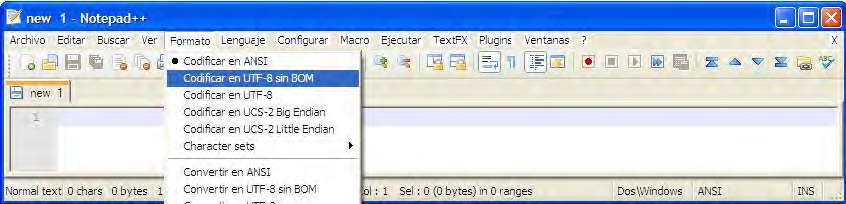 new 1 - Notepad++
Archivo Editar Buscar Ver Formato Lenguaje Configurar Macro Ejecutar TextFX Plugins Ventanas ? X
Codificar en ANSI
Codificar en UTF-8 sin BOM
Codificar en UTF-8
Codificar en UCS-2 Big Endian
Codificar en UCS-2 Little Endian
Character sets
Convertir en ANSI
Convertir en UTF-8 sin BOM
new 1
1
Normal text 0 chars 0 bytes 1 ol : 1 Sel : 0 (0 bytes) in 0 ranges Dos\Windows ANSI INS